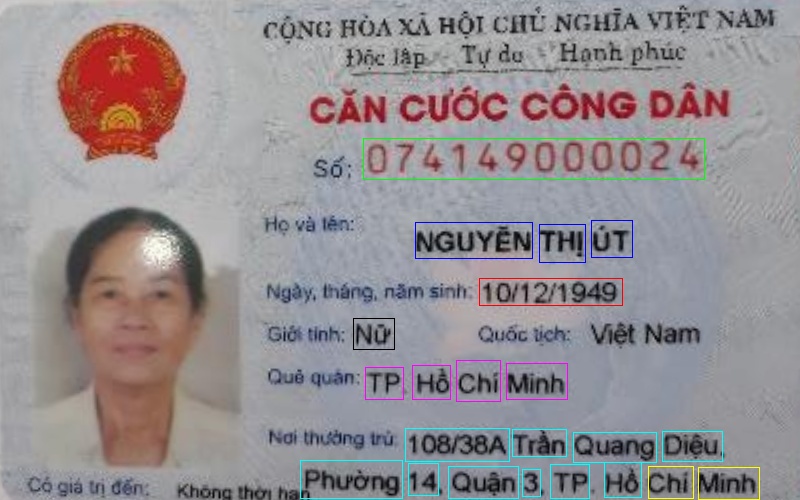 CỘNG HÒA XÃ HỘI CHỦ NGHĨA VIỆT NAM
Độc lập - Tự do - Hạnh phúc
CĂN CƯỚC CÔNG DÂN
Số: 074149000024
Họ và tên:
NGUYỄN THỊ ÚT
Ngày, tháng, năm sinh: 10/12/1949
Giới tính: Nữ Quốc tịch: Việt Nam
Quê quán: TP. Hồ Chí Minh
Nơi thường trú: 108/38A Trần Quang Diệu,
Phường 14, Quận 3, TP. Hồ Chí Minh
Có giá trị đến: Không thời hạn